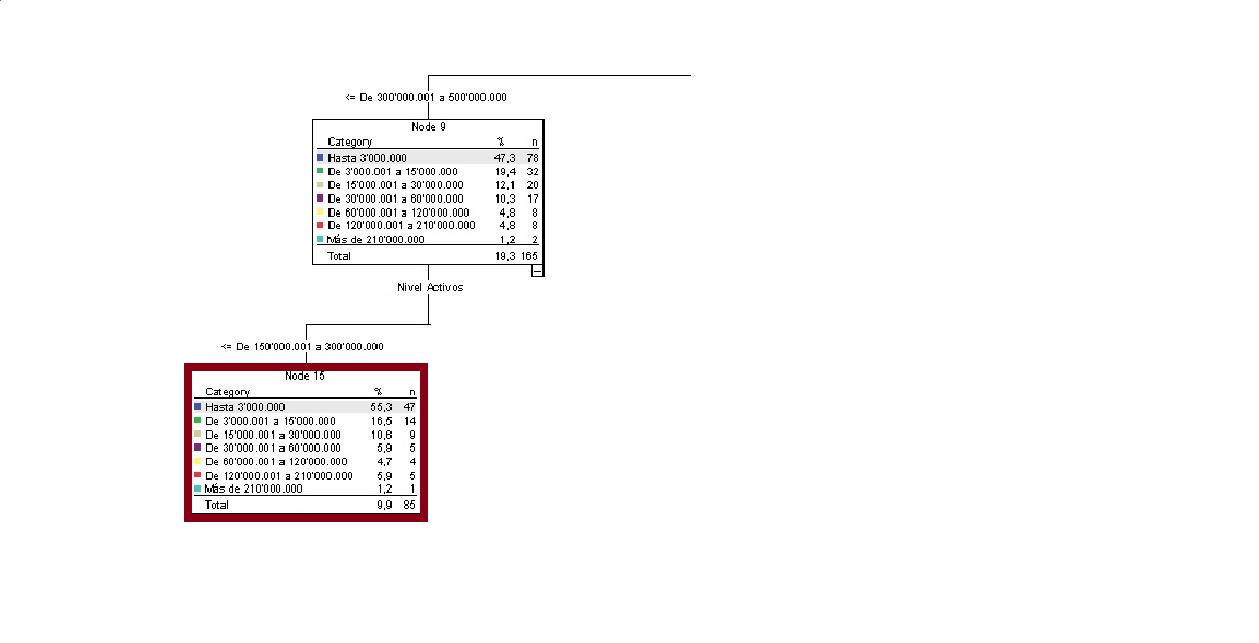 <= De 300'000.001 a 500'000.000
Node 9
Category % n
Hasta 3'000.000 47,3 78
De 3'000.001 a 15'000.000 19,4 32
De 15'000.001 a 30'000.000 12,1 20
De 30'000.001 a 60'000.000 10,3 17
De 60'000.001 a 120'000.000 4,8 8
De 120'000.001 a 210'000.000 4,8 8
Más de 210'000.000 1,2 2
Total 19,3 165
Nivel Activos
<= De 150'000.001 a 300'000.000
Node 15
Category % n
Hasta 3'000.000 55,3 47
De 3'000.001 a 15'000.000 16,5 14
De 15'000.001 a 30'000.000 10,6 9
De 30'000.001 a 60'000.000 5,9 5
De 60'000.001 a 120'000.000 4,7 4
De 120'000.001 a 210'000.000 5,9 5
Más de 210'000.000 1,2 1
Total 9,9 85